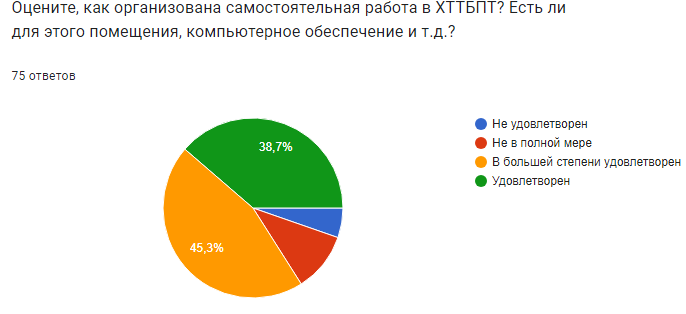 Оцените, как организована самостоятельная работа в ХТТБПТ? Есть ли
для этого помещения, компьютерное обеспечение и т.д.?
75 ответов
38,7%
45,3%
Не удовлетворен
Не в полной мере
В большей степени удовлетворен
Удовлетворен